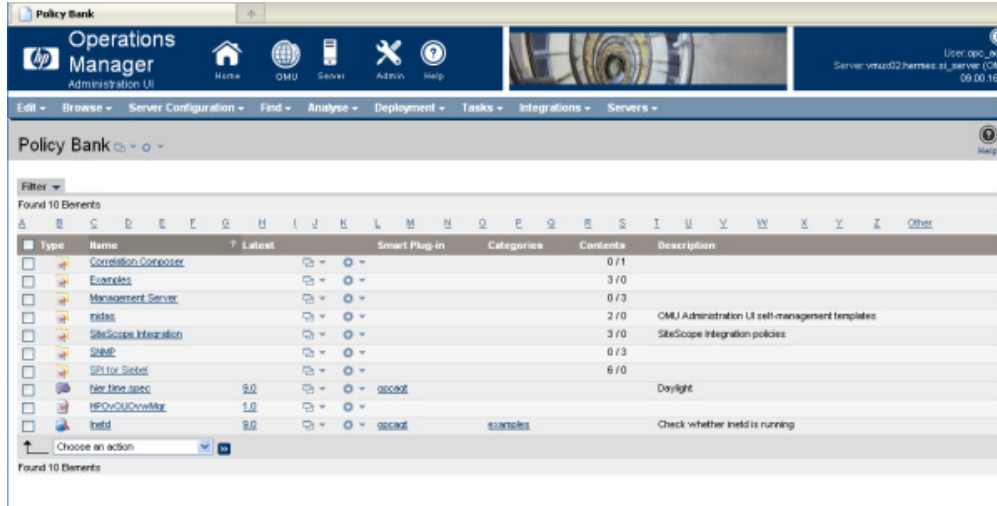 Policy Bank
hp
Operations
Manager
Administration UI
Home
OMU
Server
Admin
Help
User:opc_a
Server:vmux02.hermes:si_server (O
09.00.16
Edit Browse Server Configuration Find Analyse Deployment Tasks Integrations Servers
Policy Bank
Help
Filter
Found 10 Elements
A B C D E F G H I J K L M N O P Q R S T U V W X Y Z Other
Type Name Latest Smart Plug-in Categories Contents Description
Correlation Composer 0 / 1
Examples 3 / 0
Management Server 0 / 3
midas 2 / 0 OMU Administration UI self-management templates
SiteScope Integration 3 / 0 SiteScope Integration policies
SNMP 0 / 3
SPI for Siebel 6 / 0
hier.time.spec 9.0 opcagt Daylight
1.0
Inetd 9.0 opcagt examples Check whether inetd is running
Choose an action
Found 10 Elements